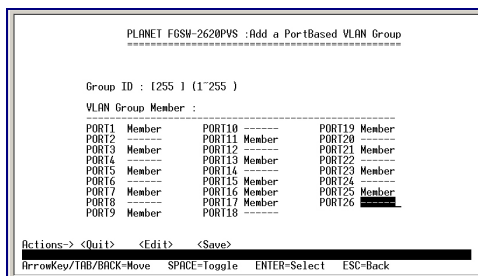 PLANET FGSW-2620PVS :Add a PortBased VLAN Group
===============================================
Group ID : [255 ] (1~255 )
VLAN Group Member :
--------------------------------------------------------
PORT1 Member PORT10 ------ PORT19 Member
PORT2 ------ PORT11 Member PORT20 ------
PORT3 Member PORT12 ------ PORT21 Member
PORT4 ------ PORT13 Member PORT22 ------
PORT5 Member PORT14 ------ PORT23 Member
PORT6 ------ PORT15 Member PORT24 ------
PORT7 Member PORT16 Member PORT25 Member
PORT8 ------ PORT17 Member PORT26 ------
PORT9 Member PORT18 ------
Actions-> <Quit> <Edit> <Save>
ArrowKey/TAB/BACK=Move SPACE=Toggle ENTER=Select ESC=Back